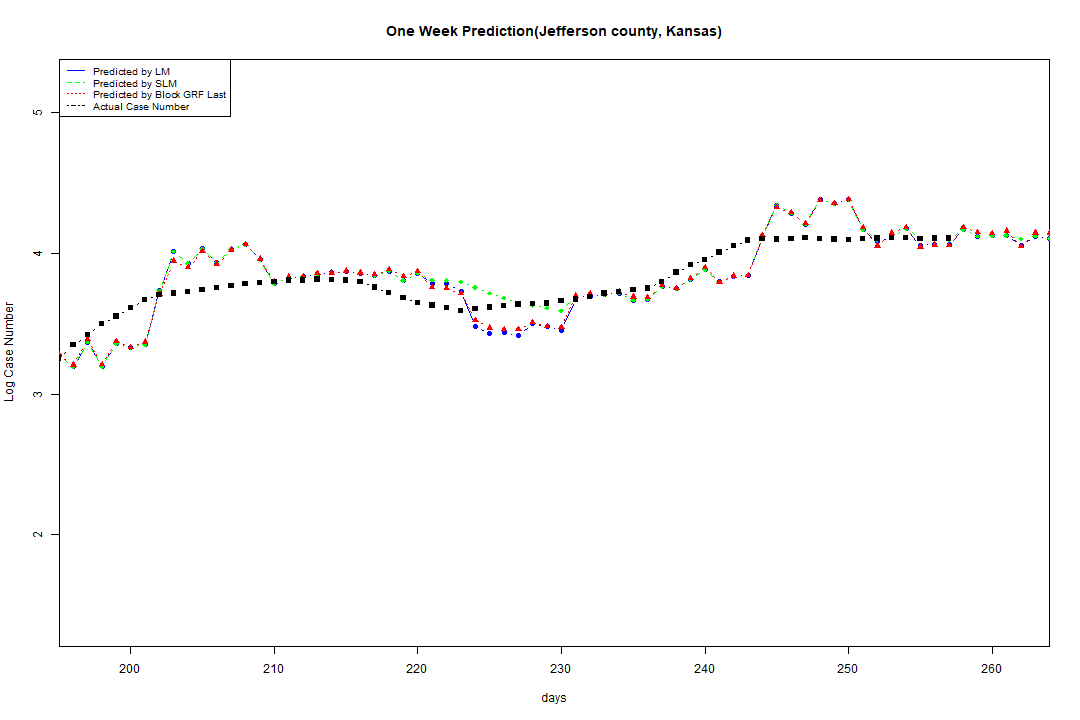 One Week Prediction(Jefferson county, Kansas)
Predicted by LM
Predicted by SLM
Predicted by Block GRF Last
Actual Case Number
5
4
3
2
Log Case Number
200 210 220 230 240 250 260
days